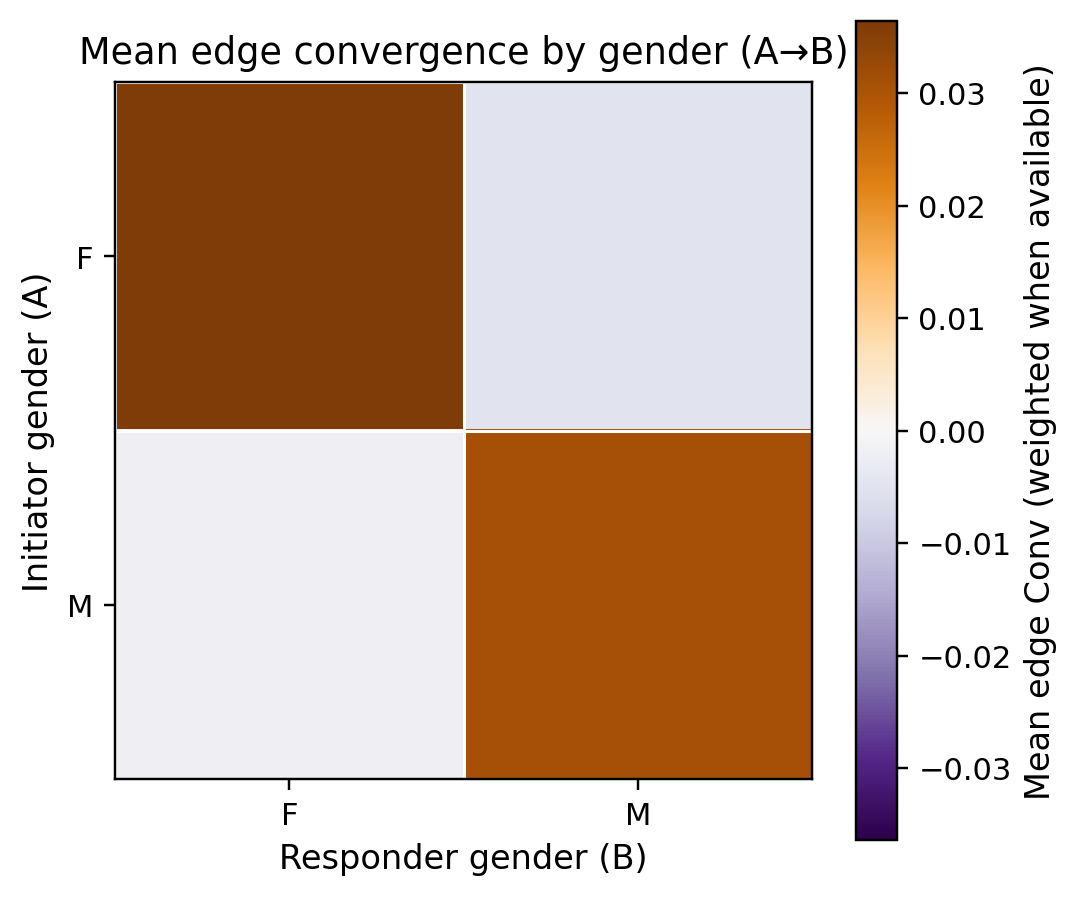 Mean edge convergence by gender (A→B)
Initiator gender (A)
F
M
F
M
Responder gender (B)
0.03
0.02
0.01
0.00
−0.01
−0.02
−0.03
Mean edge Conv (weighted when available)